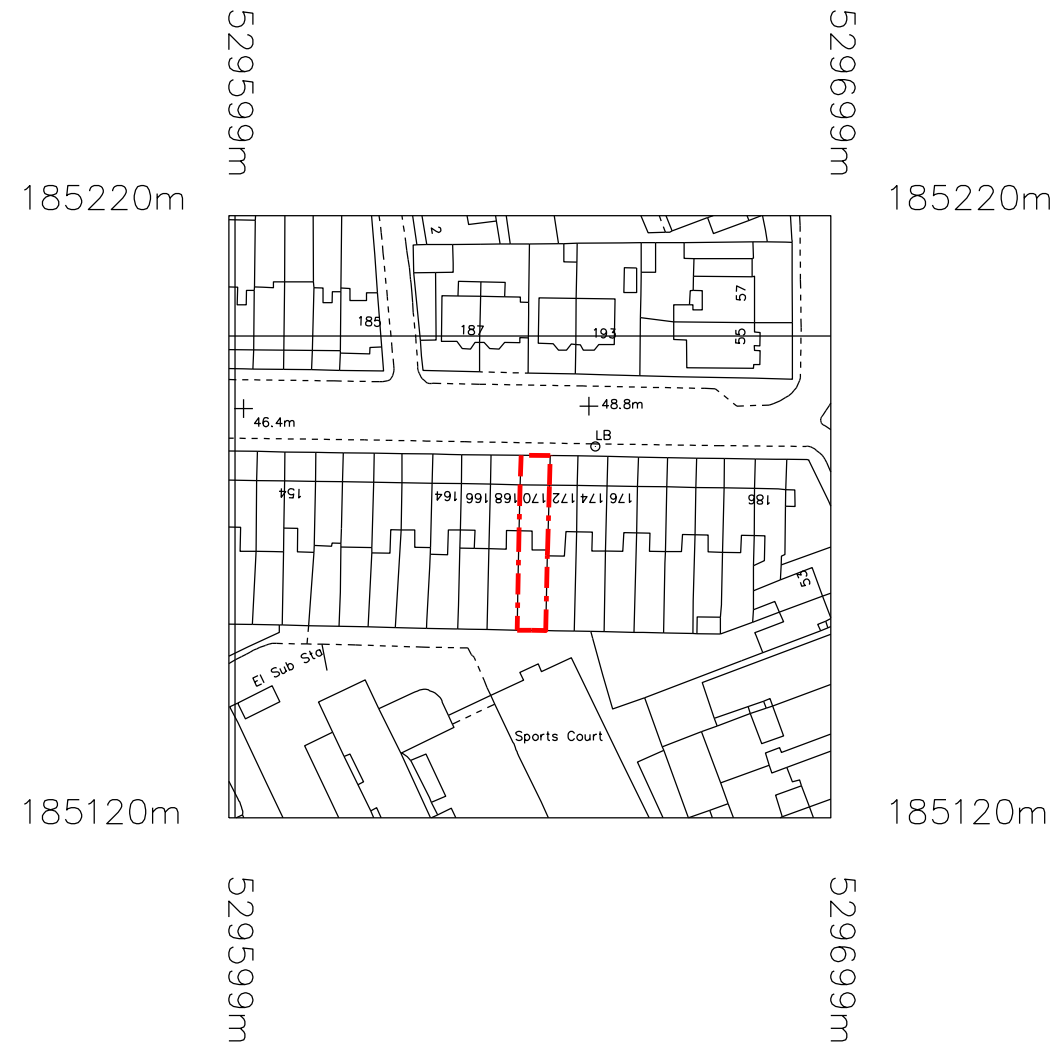 529599m
529699m
185220m
185220m
2
57
185
187
193
55
48.8m
46.4m
LB
154
164
166
168
170
172
174
176
186
53
El Sub Sta
Sports Court
185120m
185120m
529599m
529699m